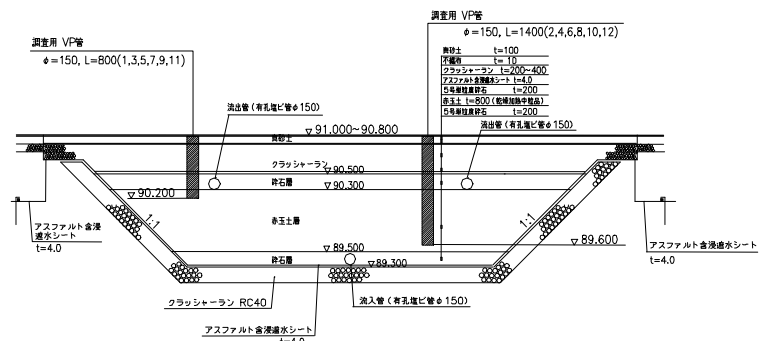 調査用 VP管
φ=150, L=1400(2,4,6,8,10,12)
調査用 VP管
φ=150, L=800(1,3,5,7,9,11)
真砂土 t=100
不織布 t= 10
クラッシャーラン t=200~400
アスファルト含浸遮水シート t=4.0
5号単粒度砕石 t=200
赤玉土 t=800(乾燥加熱中粒品)
5号単粒度砕石 t=200
流出管(有孔塩ビ管φ150)
流出管(有孔塩ビ管φ150)
▽ 91.000~90.800
真砂土
クラッシャーラン
▽ 90.500
砕石層
▽ 90.300
▽ 90.200
1:1
赤玉土層
1:1
▽ 89.600
▽ 89.500
砕石層
▽ 89.300
アスファルト含浸
遮水シート
t=4.0
アスファルト含浸遮水シート
t=4.0
クラッシャーラン RC40
流入管(有孔塩ビ管φ150)
アスファルト含浸遮水シート
t=4.0